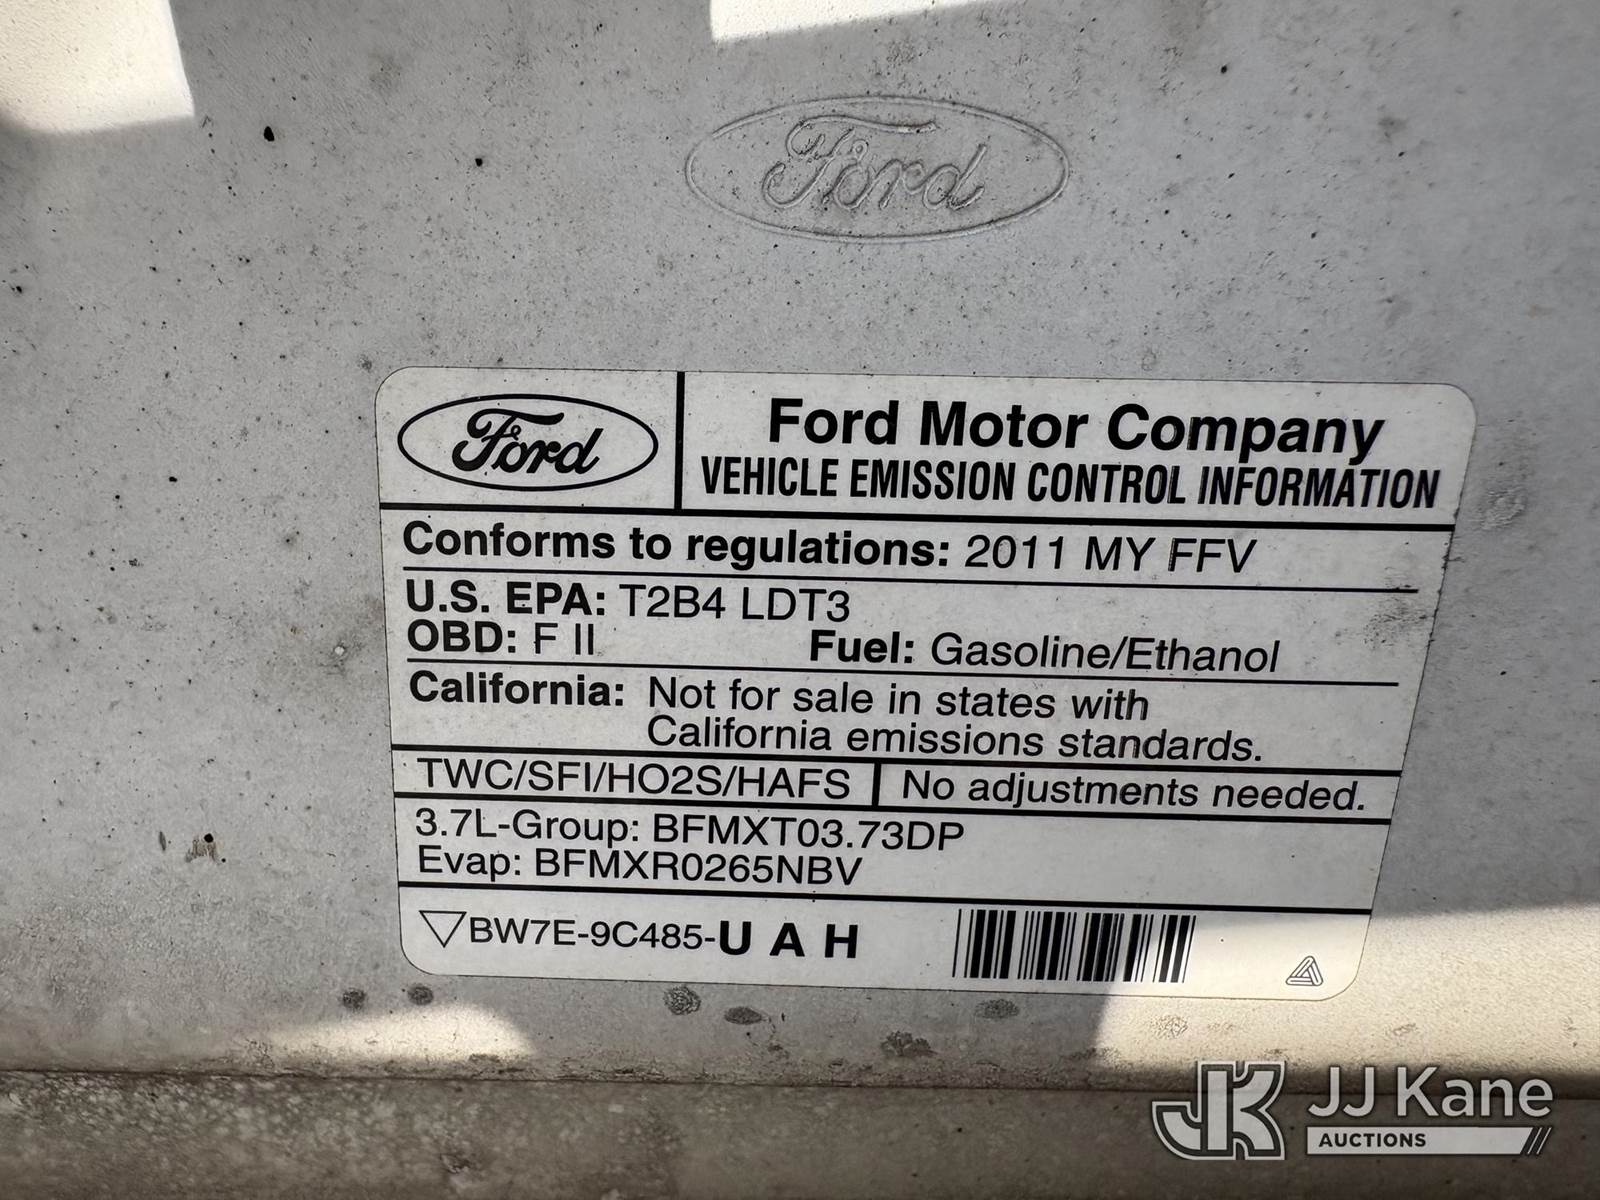 Ford
Ford
Ford Motor Company
VEHICLE EMISSION CONTROL INFORMATION
Conforms to regulations: 2011 MY FFV
U.S. EPA: T2B4 LDT3
OBD: F II Fuel: Gasoline/Ethanol
California: Not for sale in states with
California emissions standards.
TWC/SFI/HO2S/HAFS No adjustments needed.
3.7L-Group: BFMXT03.73DP
Evap: BFMXR0265NBV
BW7E-9C485-U A H
JK JJ Kane
AUCTIONS